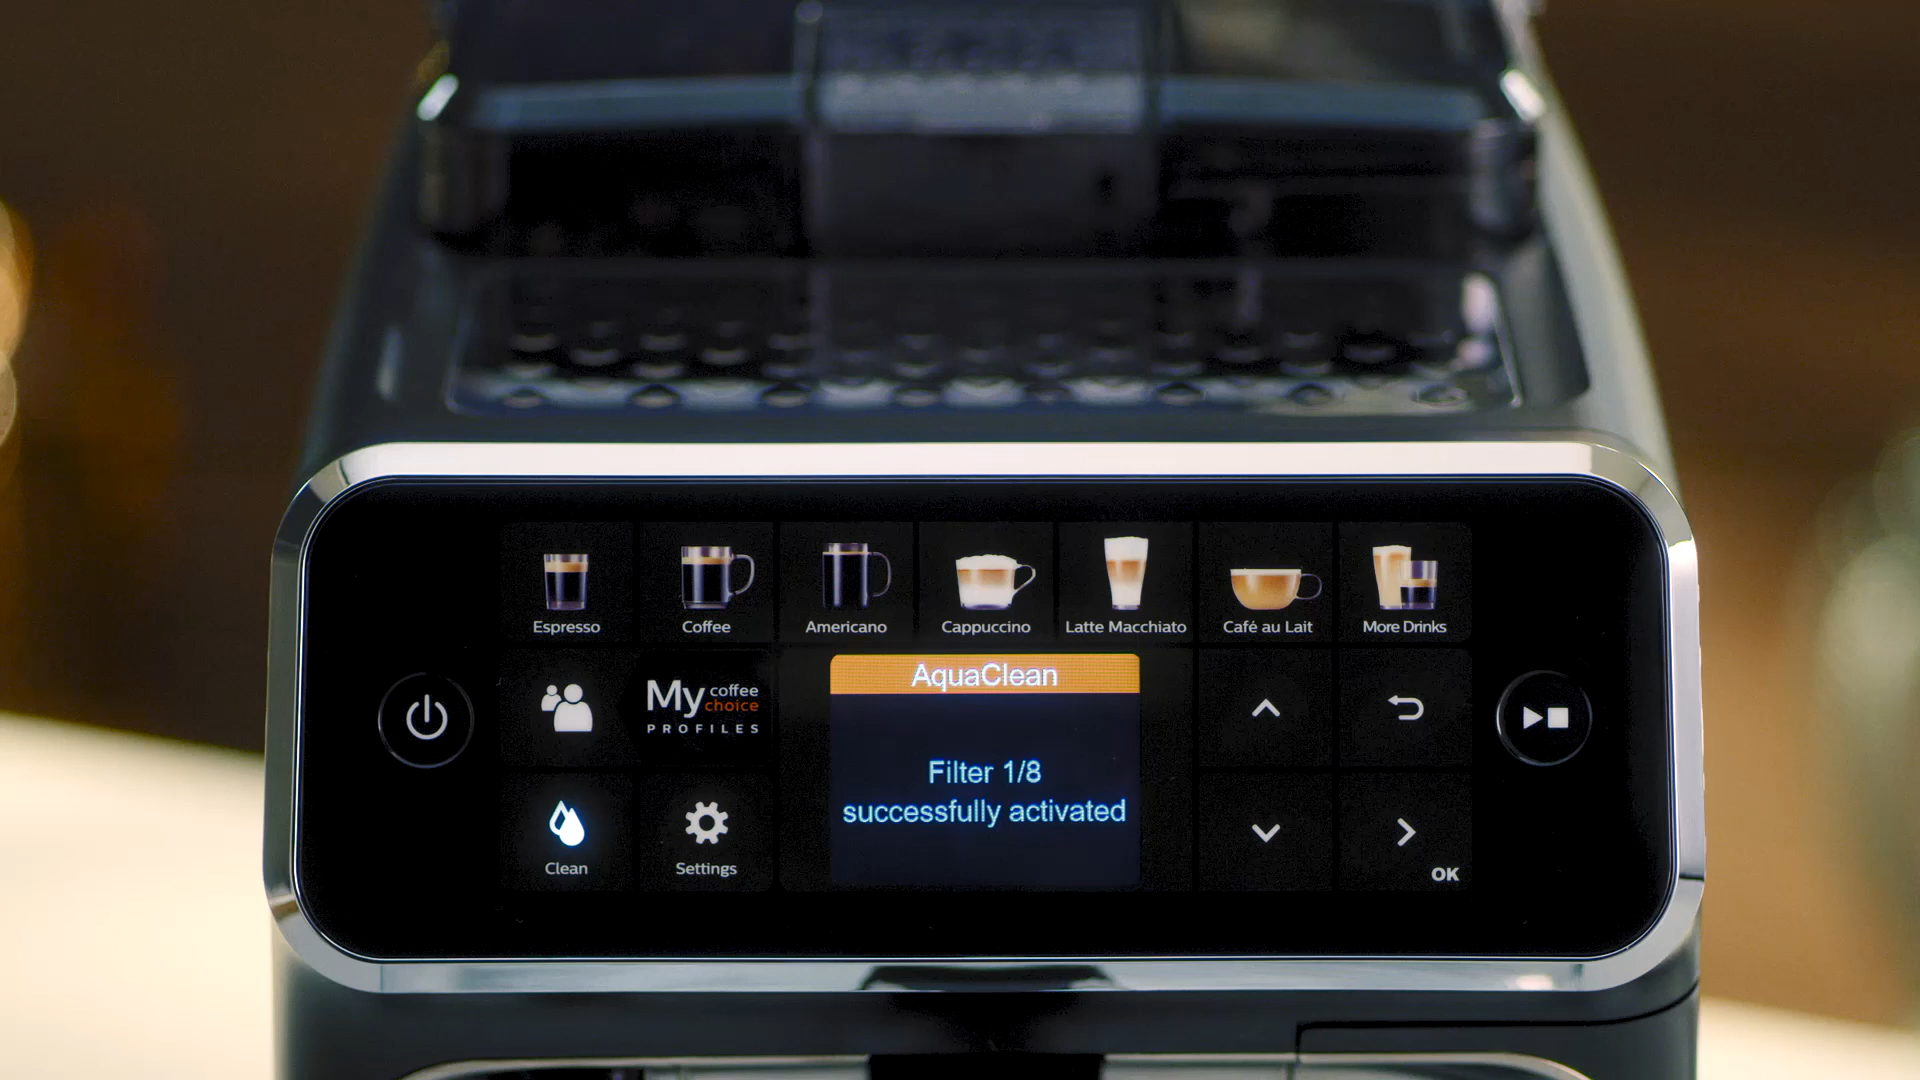 Espresso
Coffee
Americano
Cappuccino
Latte Macchiato
Café au Lait
More Drinks
My coffee choice
PROFILES
AquaClean
Filter 1/8
successfully activated
Clean
Settings
OK